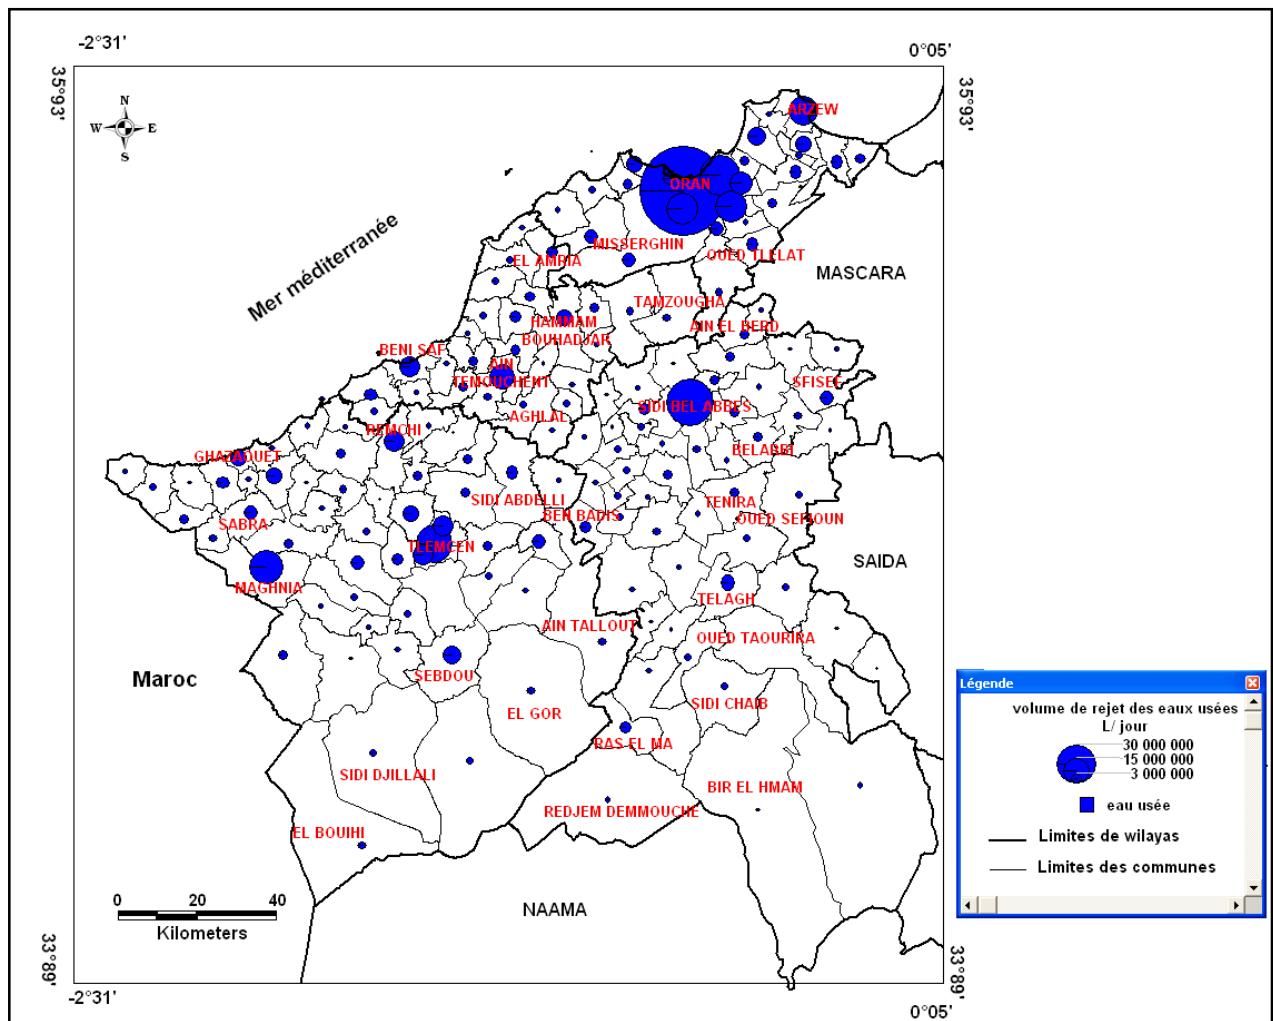 -2°31'
0°05'
35°93'
35°93'
N
W E
S
ARZEW
ORAN
Mer méditerranée
MISSERGHIN
EL AMRIA
OUED TLELAT
MASCARA
TAMZOUGHA
HAMMAM
BOUHADJAR
AIN EL BERD
BENI SAF
AIN
TEMOUCHENT
SFISEF
SIDI BEL ABBES
AGHLAL
REMCHI
BELARBI
GHAZAOUET
SIDI ABDELLI
TENIRA
BEN BADIS
OUED SEFIOUN
SABRA
TLEMCEN
SAIDA
MAGHNIA
TELAGH
AIN TALLOUT
OUED TAOURIRA
Maroc
SEBDOU
EL GOR
SIDI CHAIB
RAS EL MA
SIDI DJILLALI
BIR EL HMAM
REDJEM DEMMOUCHE
EL BOUIHI
NAAMA
0 20 40
Kilometers
33°89'
33°89'
-2°31'
0°05'
Légende
volume de rejet des eaux usées
L/ jour
30 000 000
15 000 000
3 000 000
eau usée
Limites de wilayas
Limites des communes